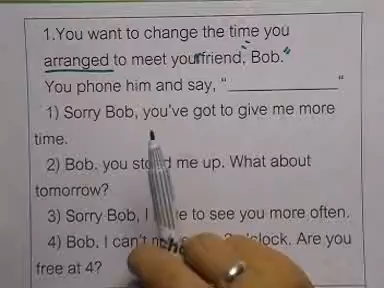 1.You want to change the time you
arranged to meet your friend, Bob.
You phone him and say, "____________"
1) Sorry Bob, you've got to give me more
time.
2) Bob, you me up. What about
tomorrow?
3) Sorry Bob, I to see you more often.
4) Bob, I can't o'clock. Are you
free at 4?